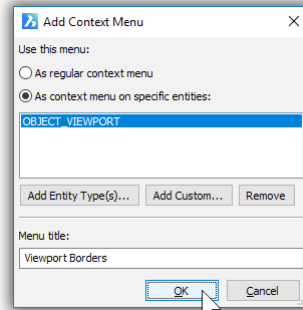 Add Context Menu
Use this menu:
As regular context menu
As context menu on specific entities:
OBJECT_VIEWPORT
Add Entity Type(s)... Add Custom... Remove
Menu title:
Viewport Borders
OK Cancel